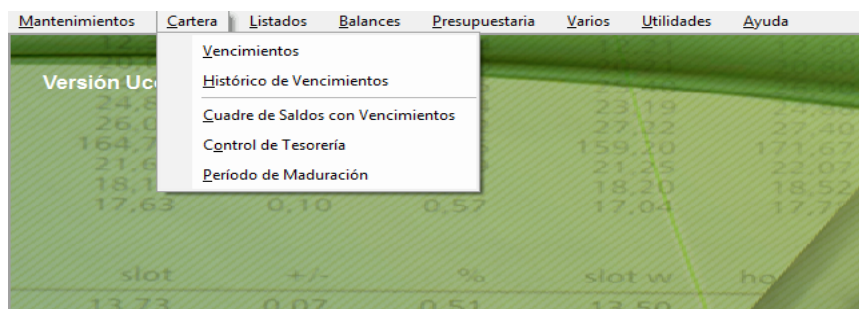 Mantenimientos Cartera Listados Balances Presupuestaria Varios Utilidades Ayuda
Vencimientos
Versión Uco
Histórico de Vencimientos
Cuadre de Saldos con Vencimientos
Control de Tesorería
Período de Maduración
24,8 23,19
26,0 27,22 27,40
164,7 159,20 171,67
21,6 21,25 22,07
18,1 18,20 18,52
17,63 0,10 0,57 17,04
slot +/- % slot w
13,73 0,07 0,51 13,50